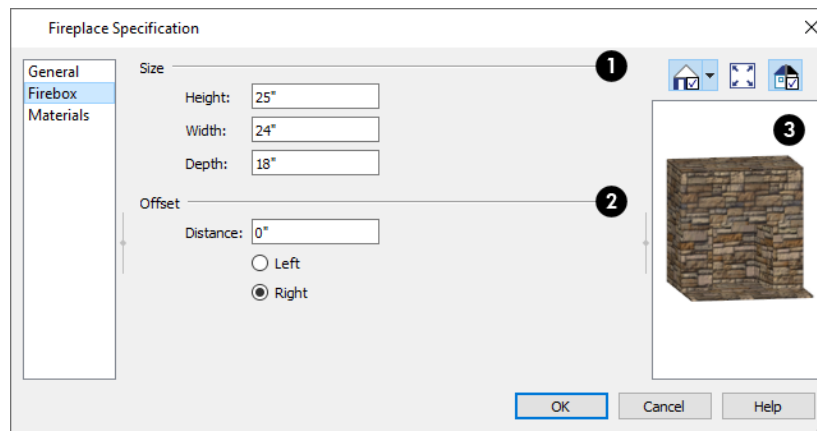 Fireplace Specification
General
Firebox
Materials
Size
1
Height: 25"
Width: 24"
Depth: 18"
Offset
2
Distance: 0"
Left
Right
3
OK
Cancel
Help